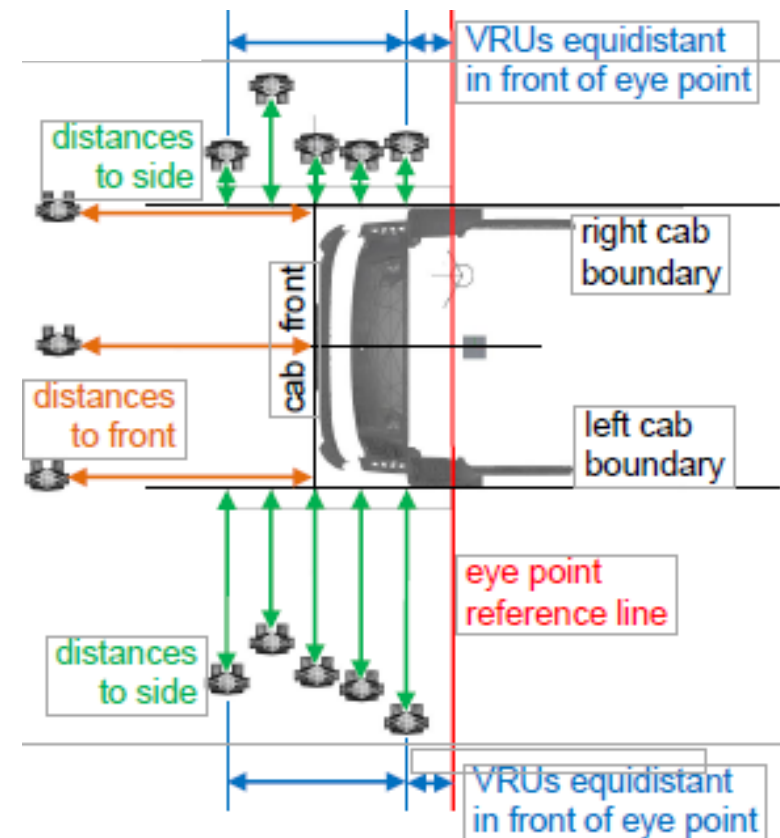 VRUs equidistant
in front of eye point
distances
to side
right cab
boundary
cab front
distances
to front
left cab
boundary
eye point
reference line
distances
to side
VRUs equidistant
in front of eye point